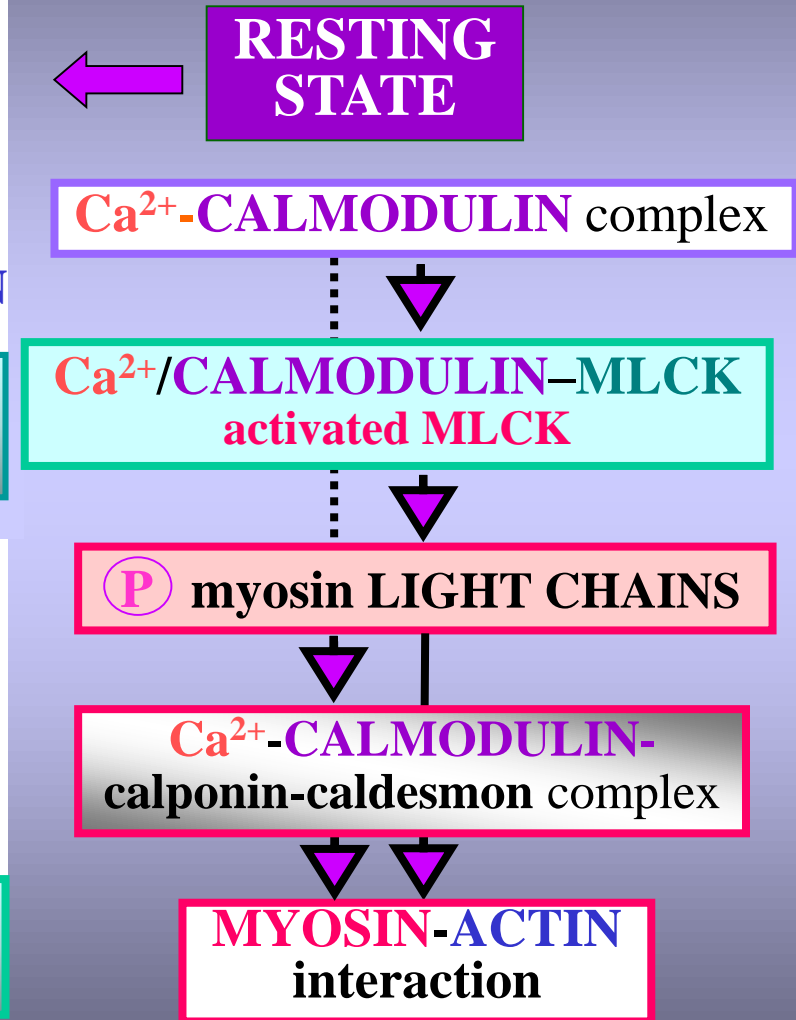 RESTING
STATE
Ca²⁺-CALMODULIN complex
N
Ca²⁺/CALMODULIN–MLCK
activated MLCK
P myosin LIGHT CHAINS
Ca²⁺-CALMODULIN-
calponin-caldesmon complex
MYOSIN-ACTIN
interaction